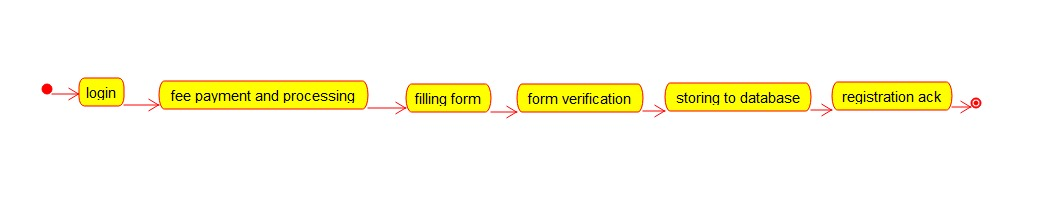 login
fee payment and processing
filling form
form verification
storing to database
registration ack